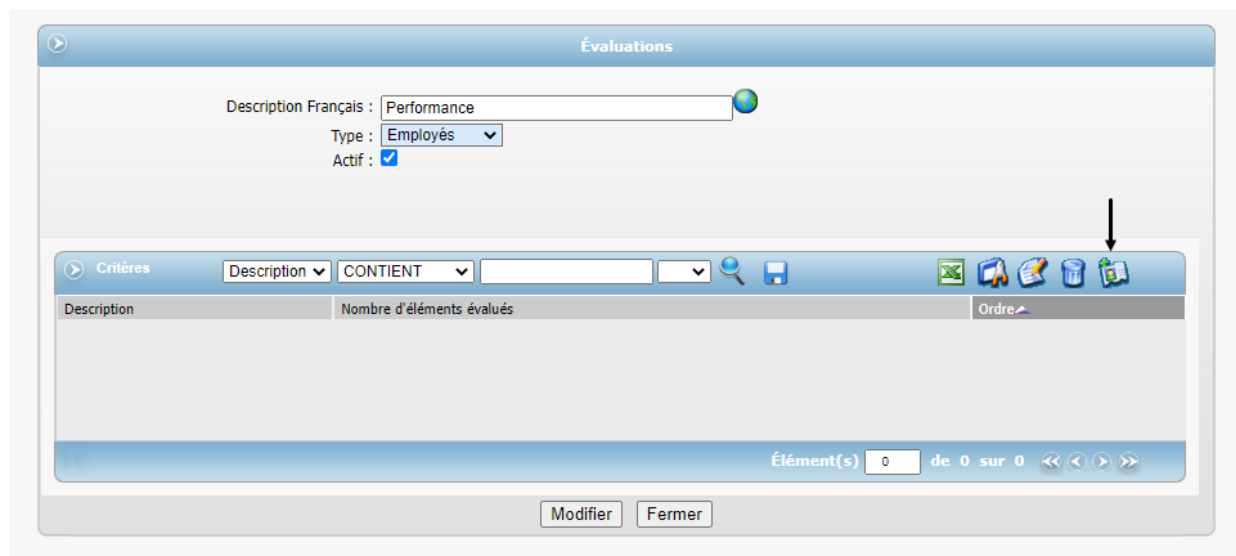 Évaluations
Description Français : Performance
Type : Employés
Actif :
Critères Description CONTIENT
Description Nombre d'éléments évalués Ordre
Élément(s) 0 de 0 sur 0
Modifier Fermer